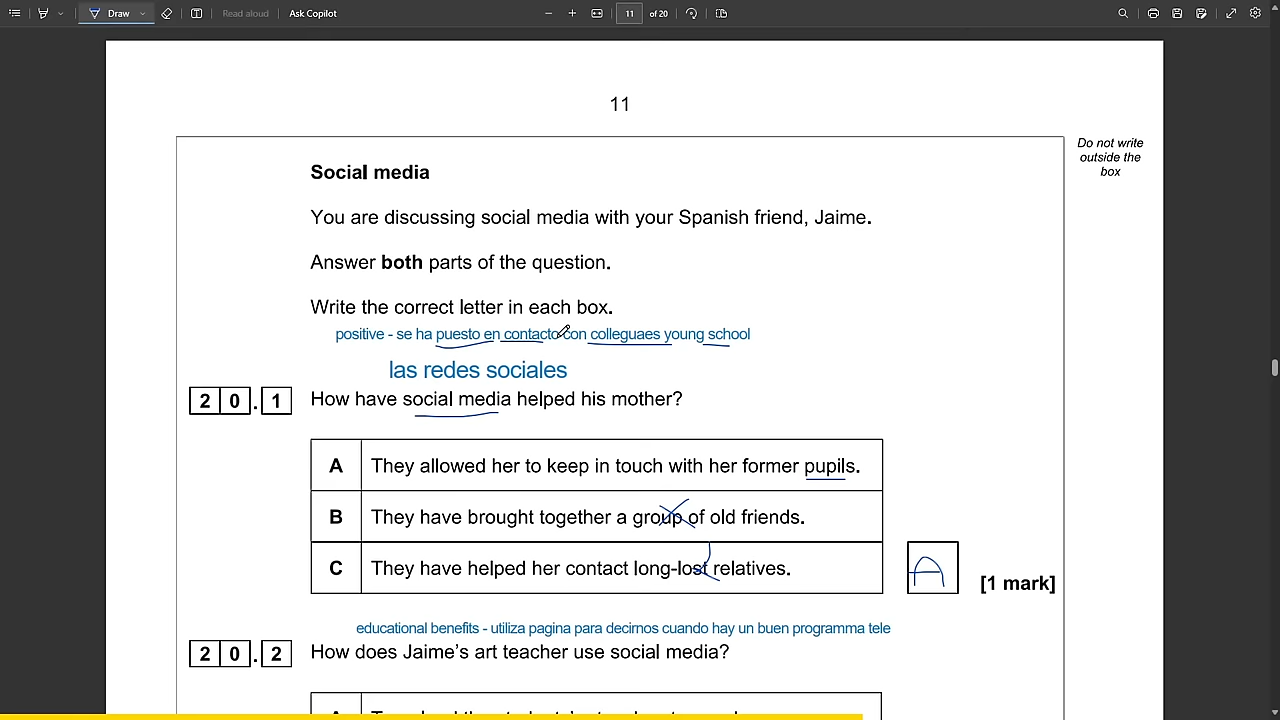 Draw
Read aloud
Ask Copilot
11
of 20
11
Do not write
outside the
box
Social media
You are discussing social media with your Spanish friend, Jaime.
Answer both parts of the question.
Write the correct letter in each box.
positive - se ha puesto en contacto con colleguaes young school
las redes sociales
2 0 . 1 How have social media helped his mother?
A They allowed her to keep in touch with her former pupils.
B They have brought together a group of old friends.
C They have helped her contact long-lost relatives.
A
[1 mark]
educational benefits - utiliza pagina para decirnos cuando hay un buen programma tele
2 0 . 2 How does Jaime's art teacher use social media?